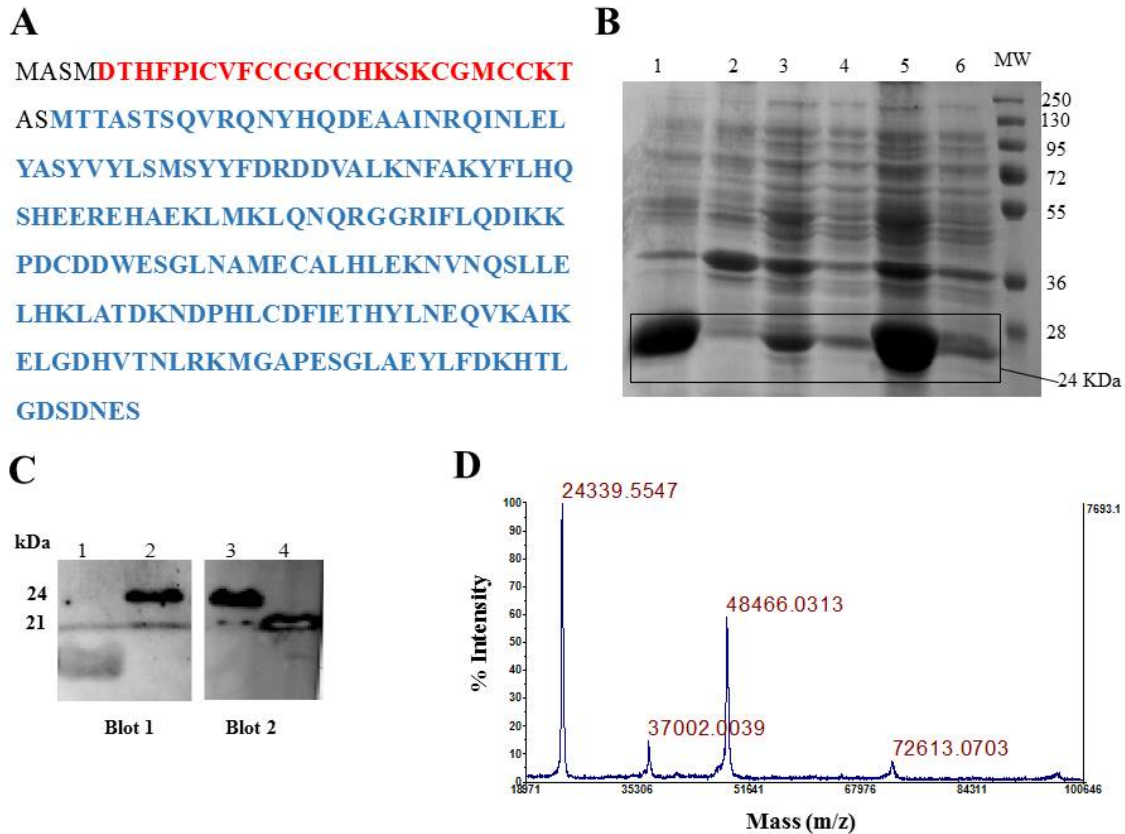 A
MASMDTHFPICVFCCGCCHKSKCGMCCKT
ASMTTASTSQVRQNYHQDEAAINRQINLEL
YASYVYLSMSYYFDRDDVALKNFAKYFLHQ
SHEEREHAEKLMKLQNQRGGRIFLQDIKK
PDCDDWESGLNAMECALHLEKNVNQSLLE
LHKLATDKNDPHLCDFIETHYLNEQVKAIK
ELGDHVTNLRKMGAPESGLAEYLFDKHTL
GDSDNES
B
1 2 3 4 5 6 MW
250
130
95
72
55
36
28
24 KDa
C
kDa
1 2 3 4
24
21
Blot 1 Blot 2
D
24339.5547
48466.0313
37002.0039
72613.0703
7693.1
100
90
80
70
60
50
40
30
20
10
0
18971 35306 51641 67976 84311 100646
% Intensity
Mass (m/z)